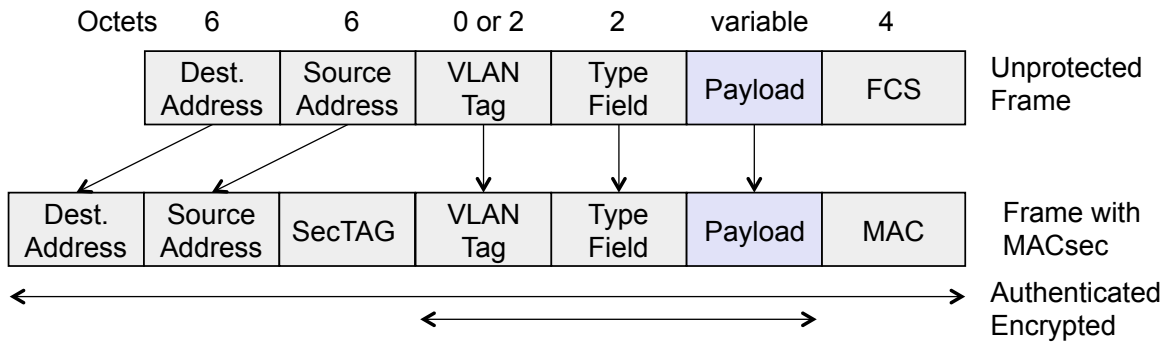 Octets 6 6 0 or 2 2 variable 4
Dest. Address Source Address VLAN Tag Type Field Payload FCS Unprotected Frame
Dest. Address Source Address SecTAG VLAN Tag Type Field Payload MAC Frame with MACsec
Authenticated
Encrypted